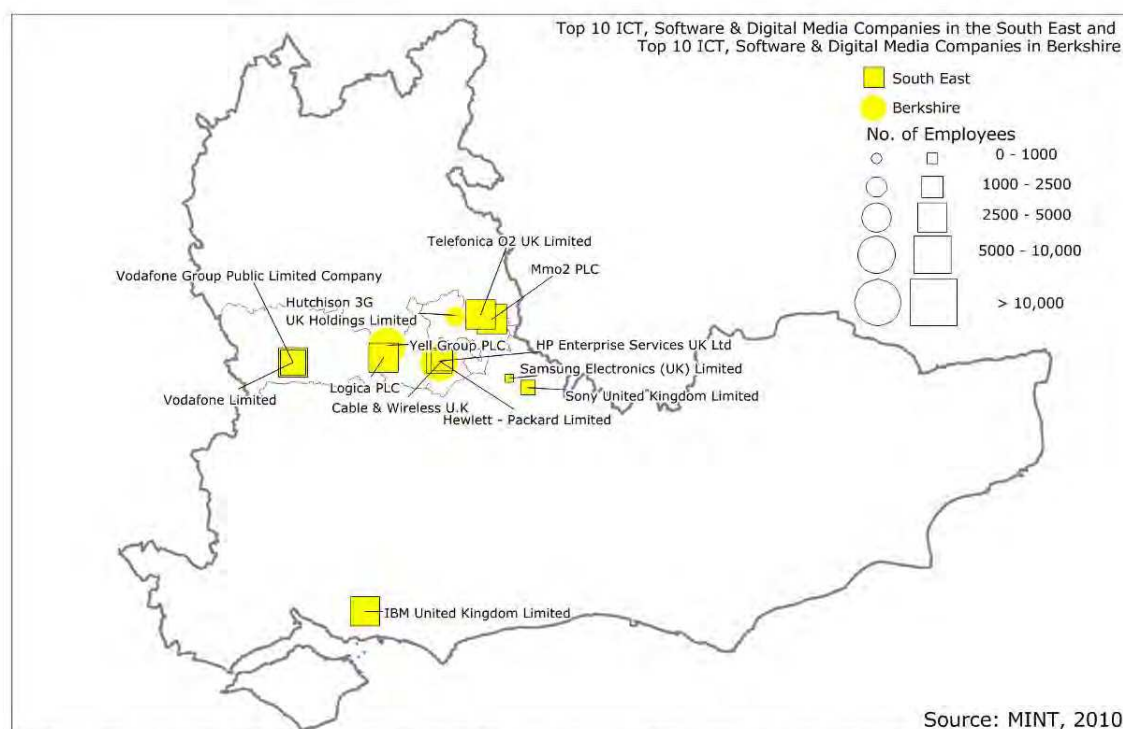 Top 10 ICT, Software & Digital Media Companies in the South East and
Top 10 ICT, Software & Digital Media Companies in Berkshire
South East
Berkshire
No. of Employees
0 - 1000
1000 - 2500
2500 - 5000
5000 - 10,000
> 10,000
Telefonica O2 UK Limited
Mmo2 PLC
Vodafone Group Public Limited Company
Hutchison 3G
UK Holdings Limited
Yell Group PLC
HP Enterprise Services UK Ltd
Samsung Electronics (UK) Limited
Logica PLC
Sony United Kingdom Limited
Vodafone Limited
Cable & Wireless U.K
Hewlett - Packard Limited
IBM United Kingdom Limited
Source: MINT, 2010